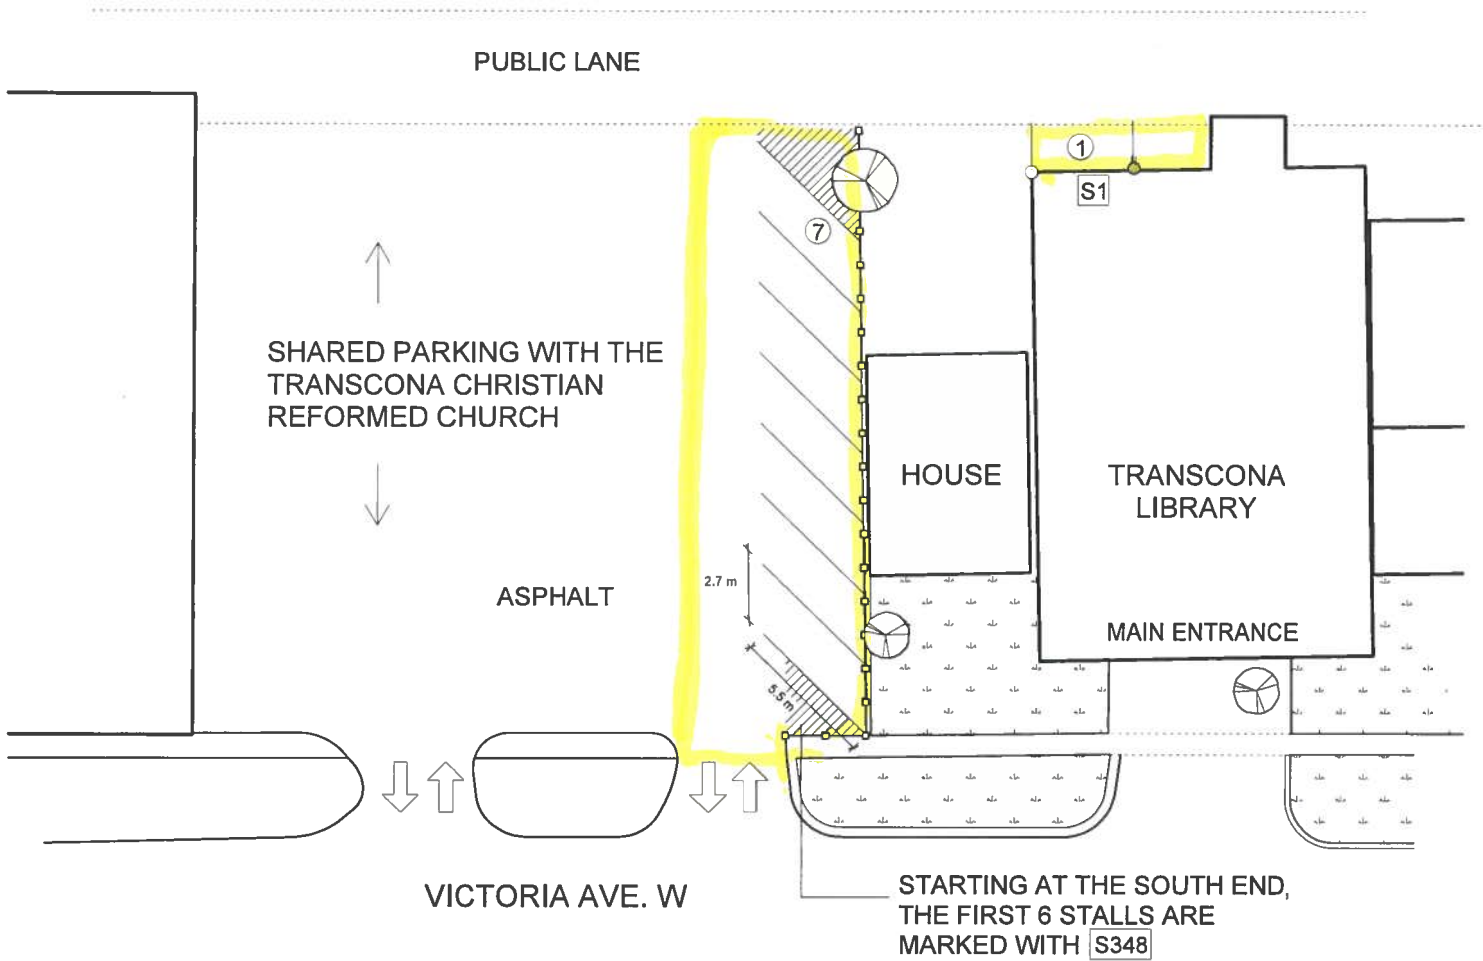 PUBLIC LANE
1
S1
7
SHARED PARKING WITH THE
TRANSCONA CHRISTIAN
REFORMED CHURCH
HOUSE
TRANSCONA
LIBRARY
2.7 m
ASPHALT
MAIN ENTRANCE
5.5 m
VICTORIA AVE. W
STARTING AT THE SOUTH END,
THE FIRST 6 STALLS ARE
MARKED WITH S348